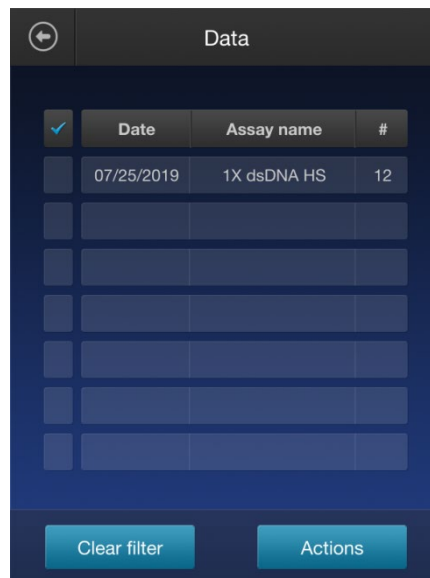 Data
Date Assay name #
07/25/2019 1X dsDNA HS 12
Clear filter Actions